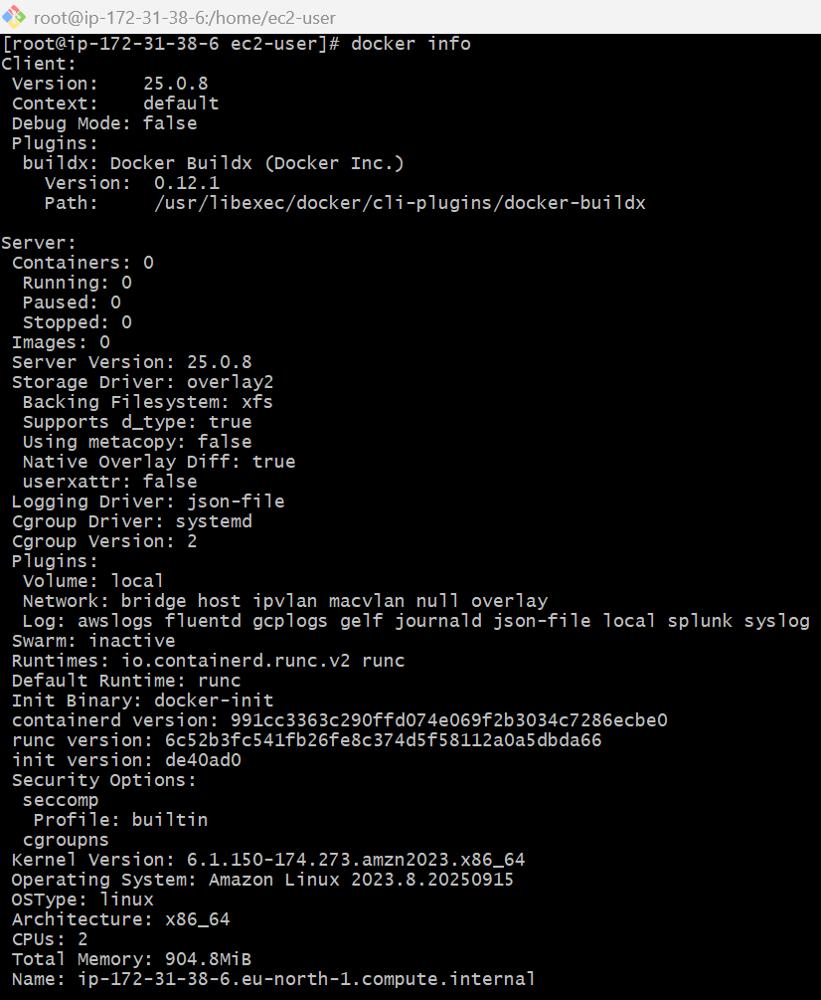 root@ip-172-31-38-6:/home/ec2-user
[root@ip-172-31-38-6 ec2-user]# docker info
Client:
 Version:    25.0.8
 Context:    default
 Debug Mode: false
 Plugins:
  buildx: Docker Buildx (Docker Inc.)
    Version:  0.12.1
    Path:     /usr/libexec/docker/cli-plugins/docker-buildx

Server:
 Containers: 0
  Running: 0
  Paused: 0
  Stopped: 0
 Images: 0
 Server Version: 25.0.8
 Storage Driver: overlay2
  Backing Filesystem: xfs
  Supports d_type: true
  Using metacopy: false
  Native Overlay Diff: true
  userxattr: false
 Logging Driver: json-file
 Cgroup Driver: systemd
 Cgroup Version: 2
 Plugins:
  Volume: local
  Network: bridge host ipvlan macvlan null overlay
  Log: awslogs fluentd gcplogs gelf journald json-file local splunk syslog
 Swarm: inactive
 Runtimes: io.containerd.runc.v2 runc
 Default Runtime: runc
 Init Binary: docker-init
 containerd version: 991cc3363c290ffd074e069f2b3034c7286ecbe0
 runc version: 6c52b3fc541fb26fe8c374d5f58112a0a5dbda66
 init version: de40ad0
 Security Options:
  seccomp
   Profile: builtin
  cgroupns
 Kernel Version: 6.1.150-174.273.amzn2023.x86_64
 Operating System: Amazon Linux 2023.8.20250915
 OSType: linux
 Architecture: x86_64
 CPUs: 2
 Total Memory: 904.8MiB
 Name: ip-172-31-38-6.eu-north-1.compute.internal